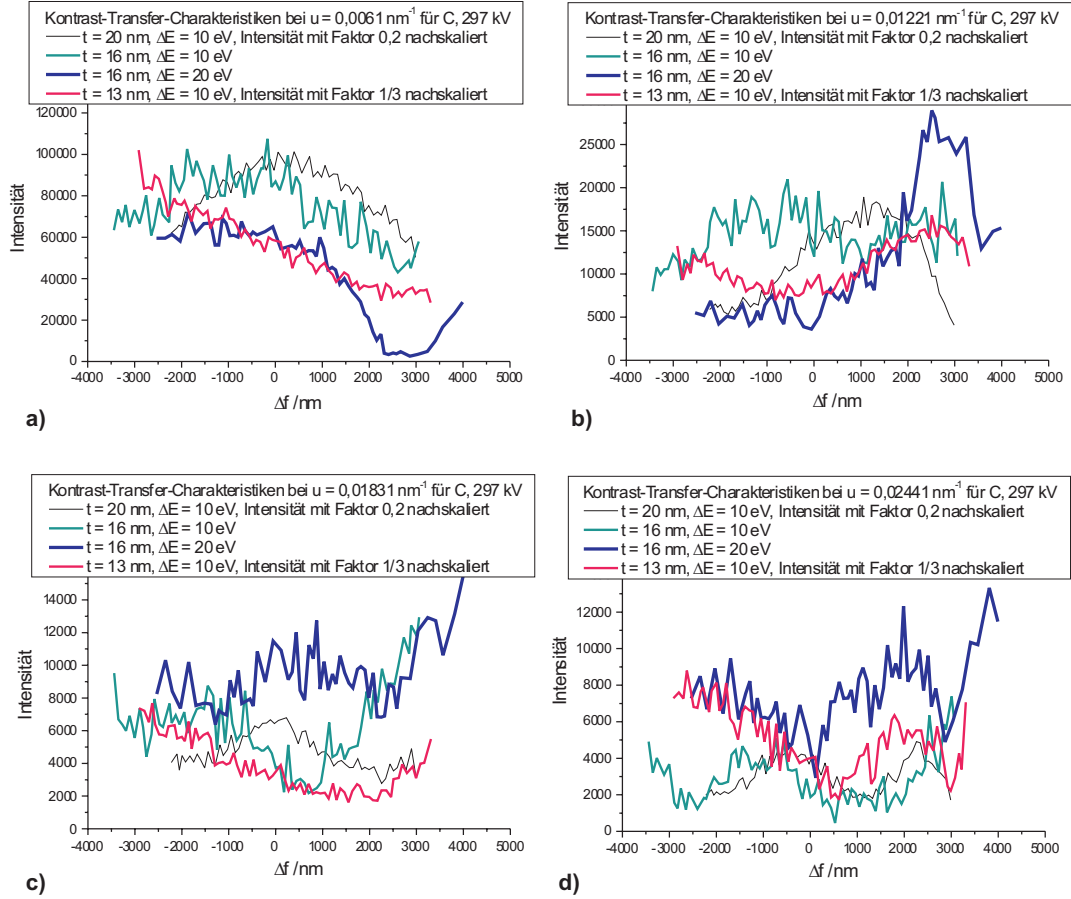 Kontrast-Transfer-Charakteristiken bei u = 0,0061 nm⁻¹ für C, 297 kV
t = 20 nm, ΔE = 10 eV, Intensität mit Faktor 0,2 nachskaliert
t = 16 nm, ΔE = 10 eV
t = 16 nm, ΔE = 20 eV
t = 13 nm, ΔE = 10 eV, Intensität mit Faktor 1/3 nachskaliert
Intensität
120000
100000
80000
60000
40000
20000
0
-4000 -3000 -2000 -1000 0 1000 2000 3000 4000 5000
Δf /nm
a)
Kontrast-Transfer-Charakteristiken bei u = 0,01221 nm⁻¹ für C, 297 kV
t = 20 nm, ΔE = 10 eV, Intensität mit Faktor 0,2 nachskaliert
t = 16 nm, ΔE = 10 eV
t = 16 nm, ΔE = 20 eV
t = 13 nm, ΔE = 10 eV, Intensität mit Faktor 1/3 nachskaliert
Intensität
25000
20000
15000
10000
5000
0
-4000 -3000 -2000 -1000 0 1000 2000 3000 4000 5000
Δf /nm
b)
Kontrast-Transfer-Charakteristiken bei u = 0,01831 nm⁻¹ für C, 297 kV
t = 20 nm, ΔE = 10 eV, Intensität mit Faktor 0,2 nachskaliert
t = 16 nm, ΔE = 10 eV
t = 16 nm, ΔE = 20 eV
t = 13 nm, ΔE = 10 eV, Intensität mit Faktor 1/3 nachskaliert
Intensität
14000
12000
10000
8000
6000
4000
2000
0
-4000 -3000 -2000 -1000 0 1000 2000 3000 4000 5000
Δf /nm
c)
Kontrast-Transfer-Charakteristiken bei u = 0,02441 nm⁻¹ für C, 297 kV
t = 20 nm, ΔE = 10 eV, Intensität mit Faktor 0,2 nachskaliert
t = 16 nm, ΔE = 10 eV
t = 16 nm, ΔE = 20 eV
t = 13 nm, ΔE = 10 eV, Intensität mit Faktor 1/3 nachskaliert
Intensität
12000
10000
8000
6000
4000
2000
0
-4000 -3000 -2000 -1000 0 1000 2000 3000 4000 5000
Δf /nm
d)